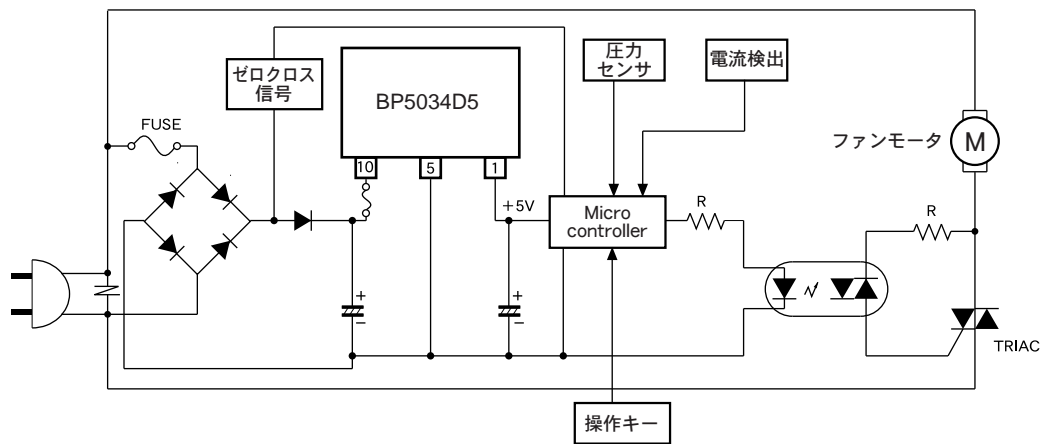 圧力
センサ
電流検出
ゼロクロス
信号
BP5034D5
FUSE
ファンモータ
M
10
5
1
+5V
Micro
controller
R
R
+
−
+
−
TRIAC
操作キー